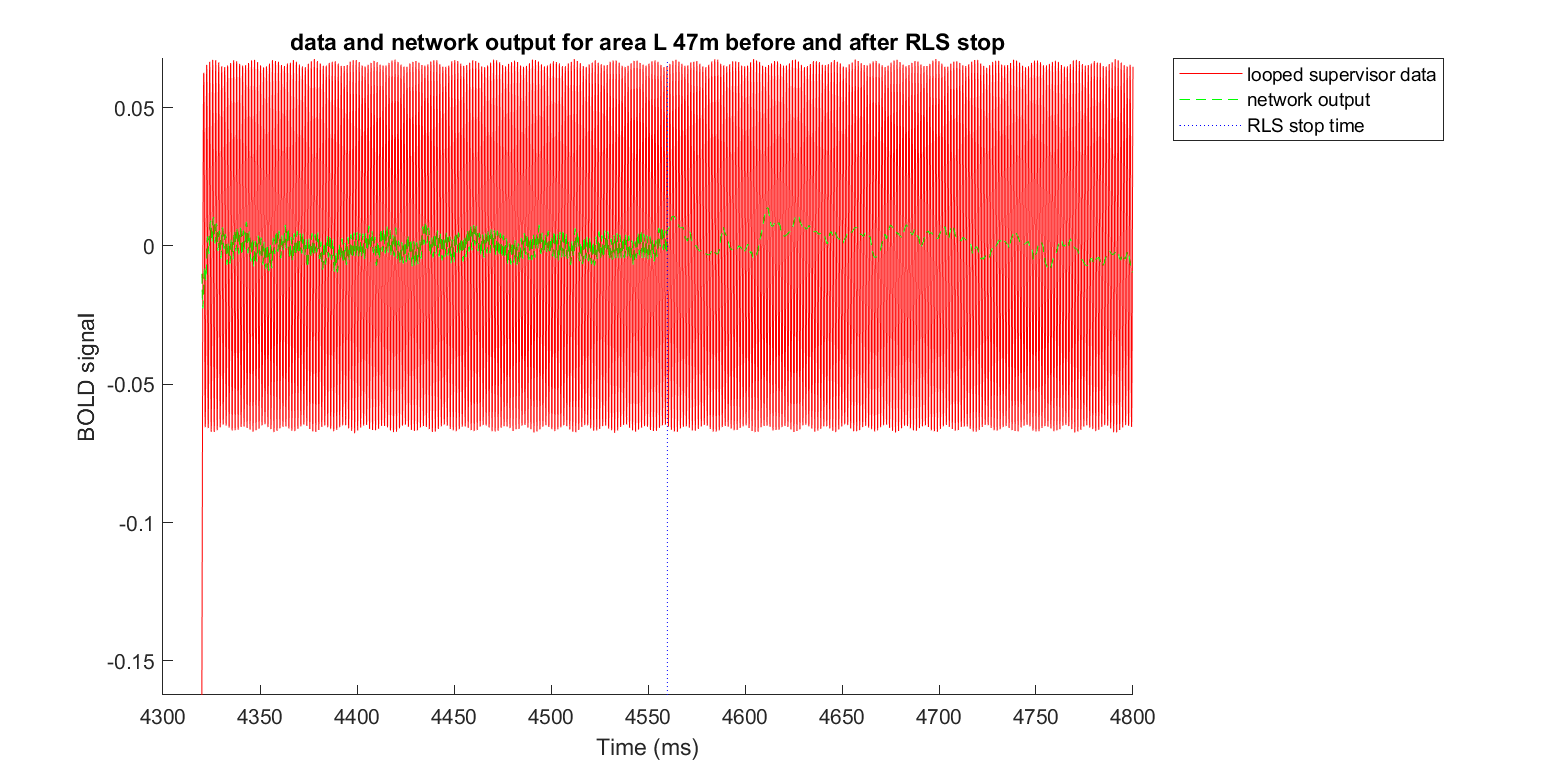 data and network output for area L 47m before and after RLS stop
looped supervisor data
network output
RLS stop time
0.05
0
-0.05
-0.1
-0.15
BOLD signal
4300 4350 4400 4450 4500 4550 4600 4650 4700 4750 4800
Time (ms)